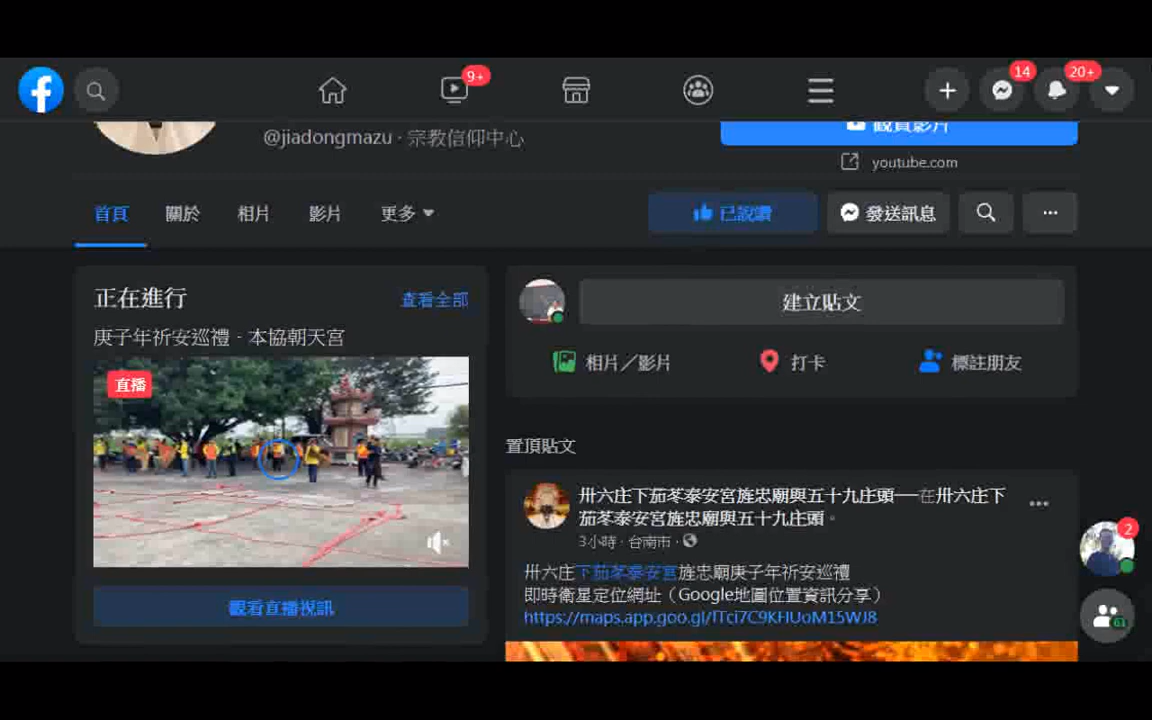 9+
14
20+
@jiadongmazu · 宗教信仰中心
觀賞影片
youtube.com
首頁
關於
相片
影片
更多
已說讚
發送訊息
正在進行
查看全部
庚子年祈安巡禮 - 本協朝天宮
直播
觀看直播視訊
建立貼文
相片／影片
打卡
標註朋友
置頂貼文
卅六庄下茄苳泰安宮旌忠廟與五十九庄頭──在卅六庄下
茄苳泰安宮旌忠廟與五十九庄頭。
3小時 · 台南市 ·
卅六庄下茄苳泰安宮旌忠廟庚子年祈安巡禮
即時衛星定位網址（Google地圖位置資訊分享）
https://maps.app.goo.gl/lTci7C9KHUoM15WJ8
2
61